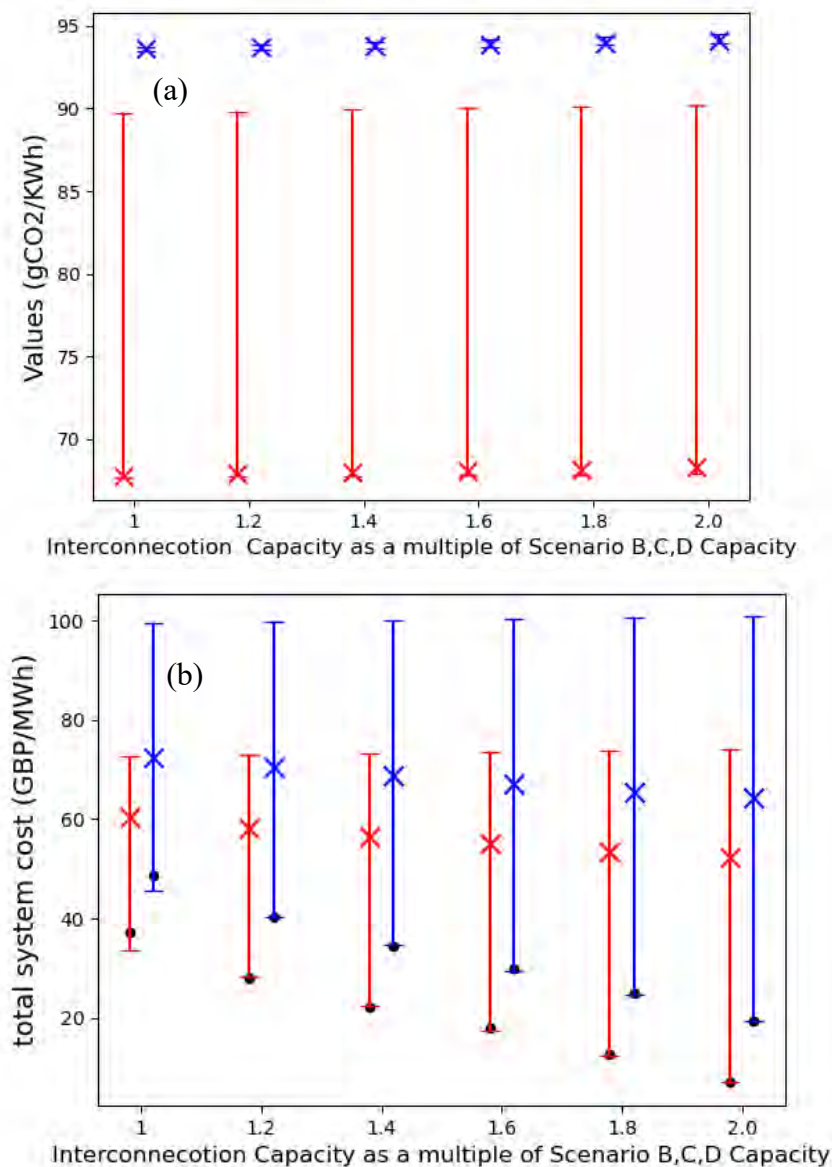 95
90
85
80
75
70
Values (gCO2/KWh)
(a)
1 1.2 1.4 1.6 1.8 2.0
Interconnecotion Capacity as a multiple of Scenario B,C,D Capacity
100
80
60
40
20
total system cost (GBP/MWh)
(b)
1 1.2 1.4 1.6 1.8 2.0
Interconnecotion Capacity as a multiple of Scenario B,C,D Capacity